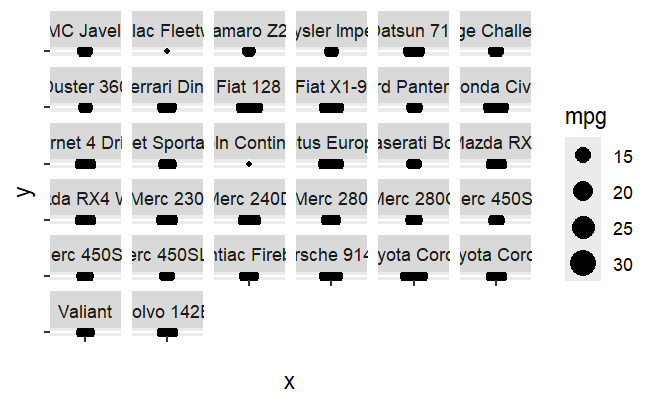 MC Javel lac Fleetw amaro Z2 ysler Impe Datsun 71 ge Challe
Duster 360 errari Din Fiat 128 Fiat X1-9 rd Panter onda Civ
rnet 4 Dri et Sporta oln Contin tus Europ aserati Bo Mazda RX
da RX4 W Merc 230 Merc 240D Merc 280 Merc 280C erc 450S
erc 450S erc 450SL ntiac Fireb rsche 914 yota Coro yota Coro
Valiant olvo 142E
y
x
mpg
15
20
25
30